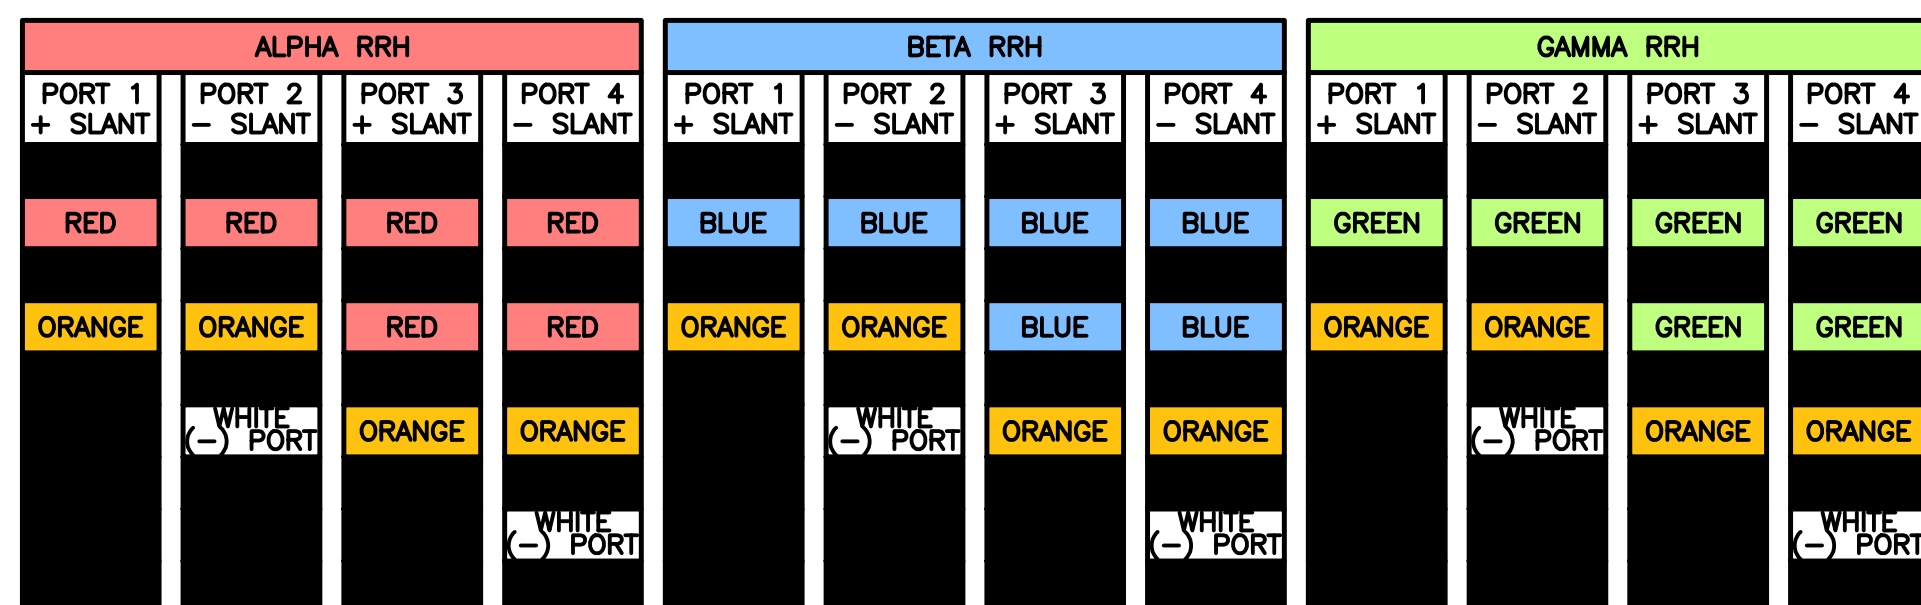 ALPHA RRH BETA RRH GAMMA RRH
PORT 1 PORT 2 PORT 3 PORT 4 PORT 1 PORT 2 PORT 3 PORT 4 PORT 1 PORT 2 PORT 3 PORT 4
+ SLANT - SLANT + SLANT - SLANT + SLANT - SLANT + SLANT - SLANT + SLANT - SLANT + SLANT - SLANT
RED RED RED RED BLUE BLUE BLUE BLUE GREEN GREEN GREEN GREEN
ORANGE ORANGE RED RED ORANGE ORANGE BLUE BLUE ORANGE ORANGE GREEN GREEN
WHITE ORANGE ORANGE WHITE ORANGE ORANGE WHITE ORANGE ORANGE
(-) PORT (-) PORT (-) PORT
WHITE WHITE WHITE
(-) PORT (-) PORT (-) PORT